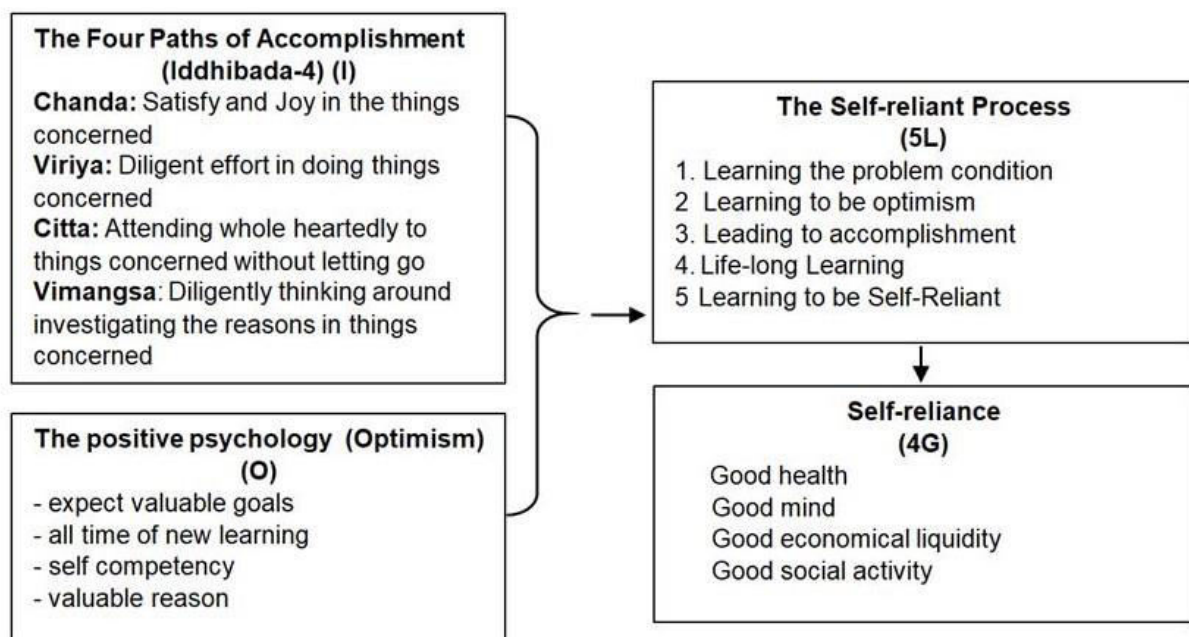 The Four Paths of Accomplishment
(Iddhibada-4) (I)
Chanda: Satisfy and Joy in the things
concerned
Viriya: Diligent effort in doing things
concerned
Citta: Attending whole heartedly to
things concerned without letting go
Vimangsa: Diligently thinking around
investigating the reasons in things
concerned
The positive psychology (Optimism)
(O)
- expect valuable goals
- all time of new learning
- self competency
- valuable reason
The Self-reliant Process
(5L)
1. Learning the problem condition
2 Learning to be optimism
3. Leading to accomplishment
4. Life-long Learning
5 Learning to be Self-Reliant
Self-reliance
(4G)
Good health
Good mind
Good economical liquidity
Good social activity